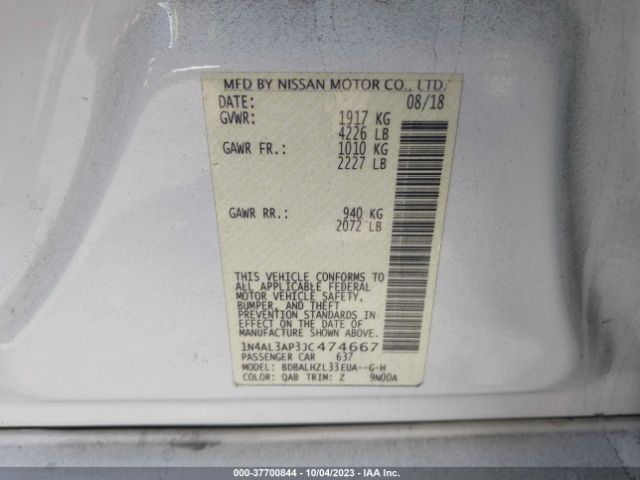 MFD BY NISSAN MOTOR CO., LTD.
DATE: 08/18
GVWR: 1917 KG
4226 LB
GAWR FR.: 1010 KG
2227 LB
GAWR RR.: 940 KG
2072 LB
THIS VEHICLE CONFORMS TO
ALL APPLICABLE FEDERAL
MOTOR VEHICLE SAFETY,
BUMPER, AND THEFT
PREVENTION STANDARDS IN
EFFECT ON THE DATE OF
MANUFACTURE SHOWN ABOVE.
1N4AL3AP3JC474667
PASSENGER CAR 637
MODEL: BDBALHZL33EUA--G-H
COLOR: QAB TRIM: Z 9N00A
000-37700844 | 10/04/2023 | IAA Inc.